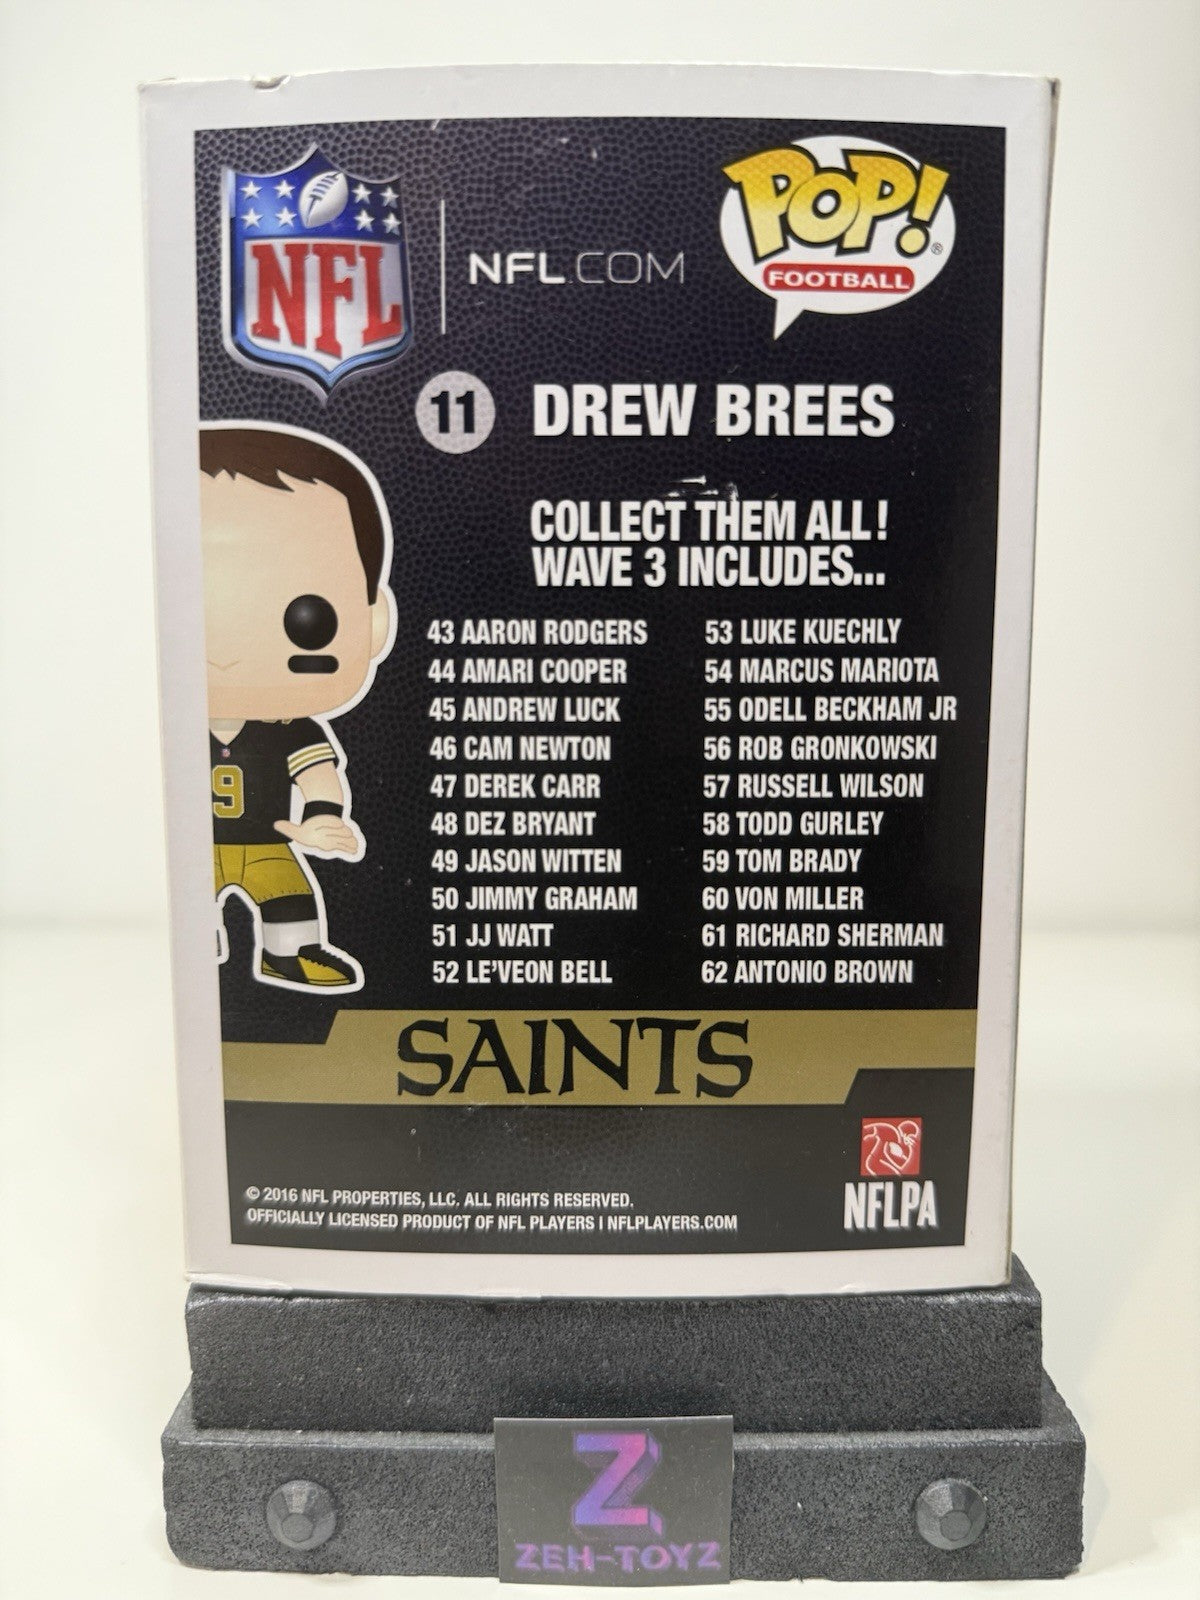 NFL
NFL.COM
POP!®
FOOTBALL
11 DREW BREES
COLLECT THEM ALL!
WAVE 3 INCLUDES...
43 AARON RODGERS
44 AMARI COOPER
45 ANDREW LUCK
46 CAM NEWTON
47 DEREK CARR
48 DEZ BRYANT
49 JASON WITTEN
50 JIMMY GRAHAM
51 JJ WATT
52 LE'VEON BELL
53 LUKE KUECHLY
54 MARCUS MARIOTA
55 ODELL BECKHAM JR
56 ROB GRONKOWSKI
57 RUSSELL WILSON
58 TODD GURLEY
59 TOM BRADY
60 VON MILLER
61 RICHARD SHERMAN
62 ANTONIO BROWN
9
SAINTS
© 2016 NFL PROPERTIES, LLC. ALL RIGHTS RESERVED.
OFFICIALLY LICENSED PRODUCT OF NFL PLAYERS | NFLPLAYERS.COM
NFLPA
Z
ZEH-TOYZ